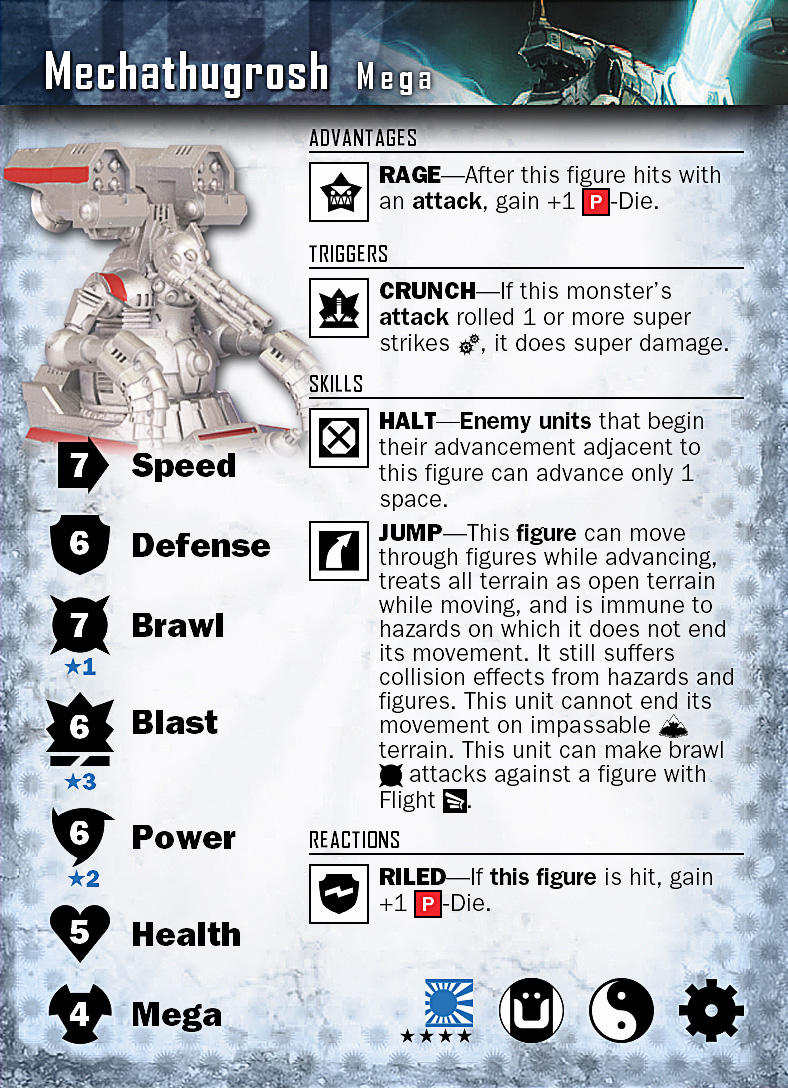 Mechathugrosh Mega
ADVANTAGES
RAGE—After this figure hits with
an attack, gain +1 P-Die.
TRIGGERS
CRUNCH—If this monster's
attack rolled 1 or more super
strikes , it does super damage.
SKILLS
HALT—Enemy units that begin
their advancement adjacent to
this figure can advance only 1
space.
JUMP—This figure can move
through figures while advancing,
treats all terrain as open terrain
while moving, and is immune to
hazards on which it does not end
its movement. It still suffers
collision effects from hazards and
figures. This unit cannot end its
movement on impassable
terrain. This unit can make brawl
attacks against a figure with
Flight .
REACTIONS
RILED—If this figure is hit, gain
+1 P-Die.
7 Speed
6 Defense
7 Brawl
★1
6 Blast
★3
6 Power
★2
5 Health
4 Mega
★★★★